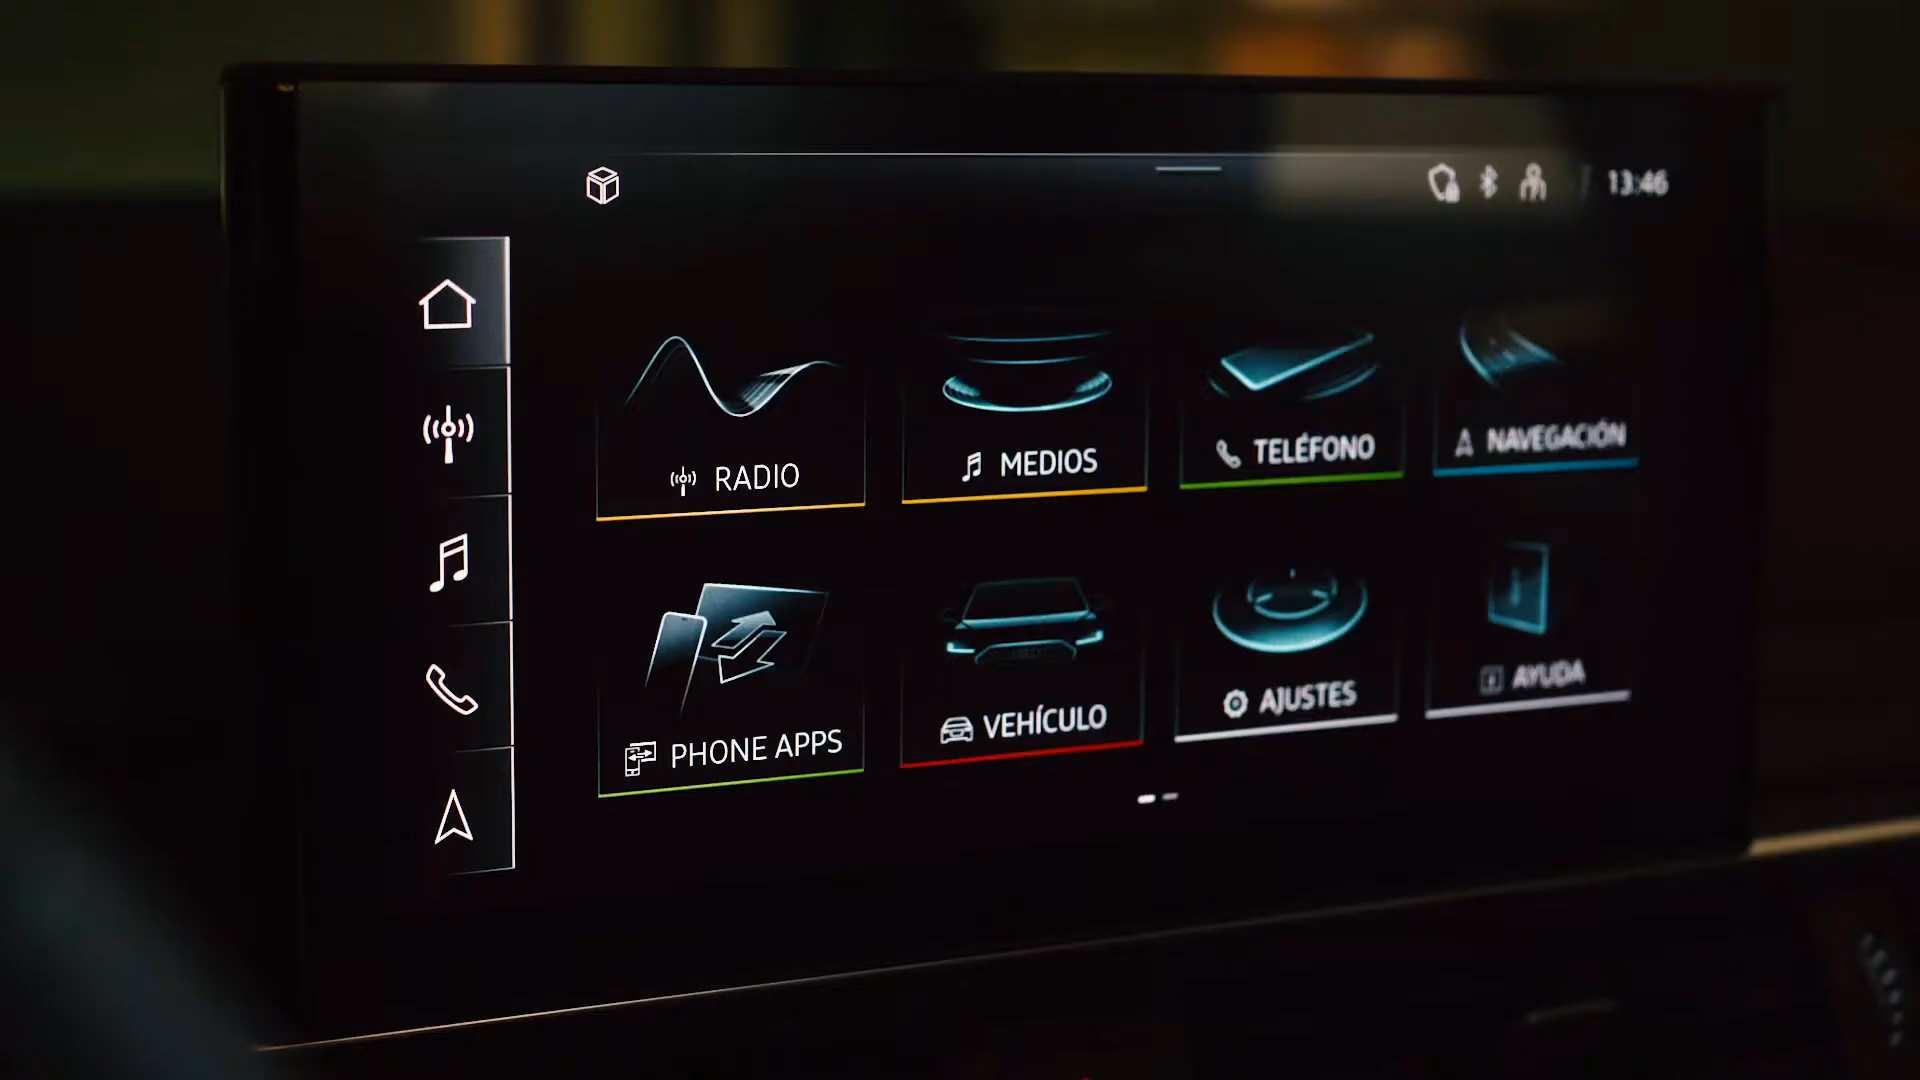 13:46
RADIO
MEDIOS
TELÉFONO
NAVEGACIÓN
PHONE APPS
VEHÍCULO
AJUSTES
AYUDA